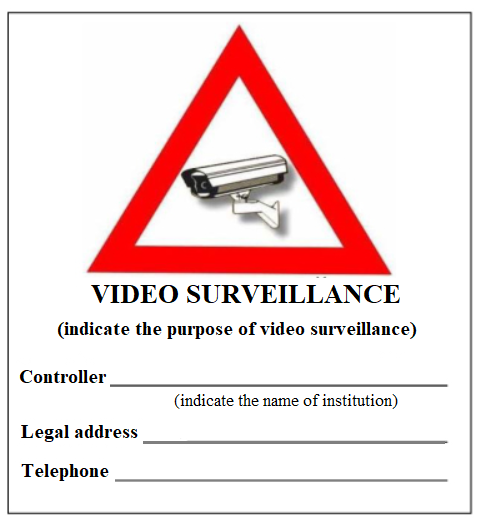 VIDEO SURVEILLANCE
(indicate the purpose of video surveillance)
Controller
(indicate the name of institution)
Legal address
Telephone